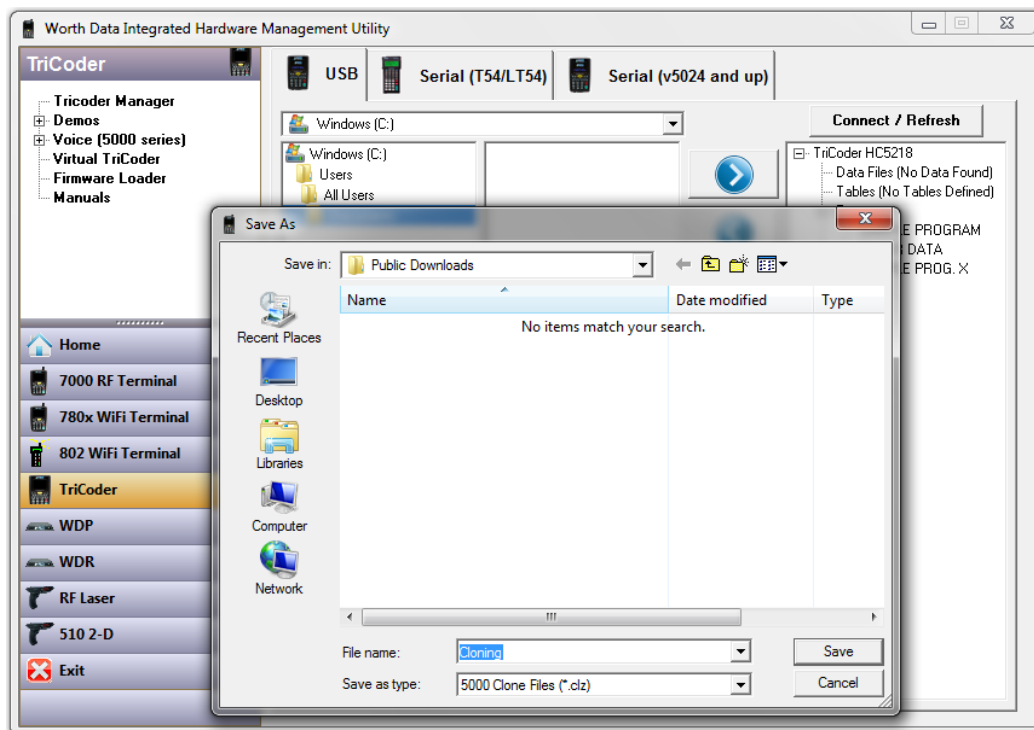 Worth Data Integrated Hardware Management Utility
TriCoder
Tricoder Manager
Demos
Voice (5000 series)
Virtual TriCoder
Firmware Loader
Manuals
Home
7000 RF Terminal
780x WiFi Terminal
802 WiFi Terminal
TriCoder
WDP
WDR
RF Laser
510 2-D
Exit
USB
Serial (T54/LT54)
Serial (v5024 and up)
Windows (C:)
Connect / Refresh
Windows (C:)
Users
All Users
TriCoder HC5218
Data Files (No Data Found)
Tables (No Tables Defined)
E PROGRAM
DATA
E PROG. X
Save As
Save in:
Public Downloads
Recent Places
Desktop
Libraries
Computer
Network
Name
Date modified
Type
No items match your search.
File name:
Cloning
Save
Save as type:
5000 Clone Files (*.clz)
Cancel